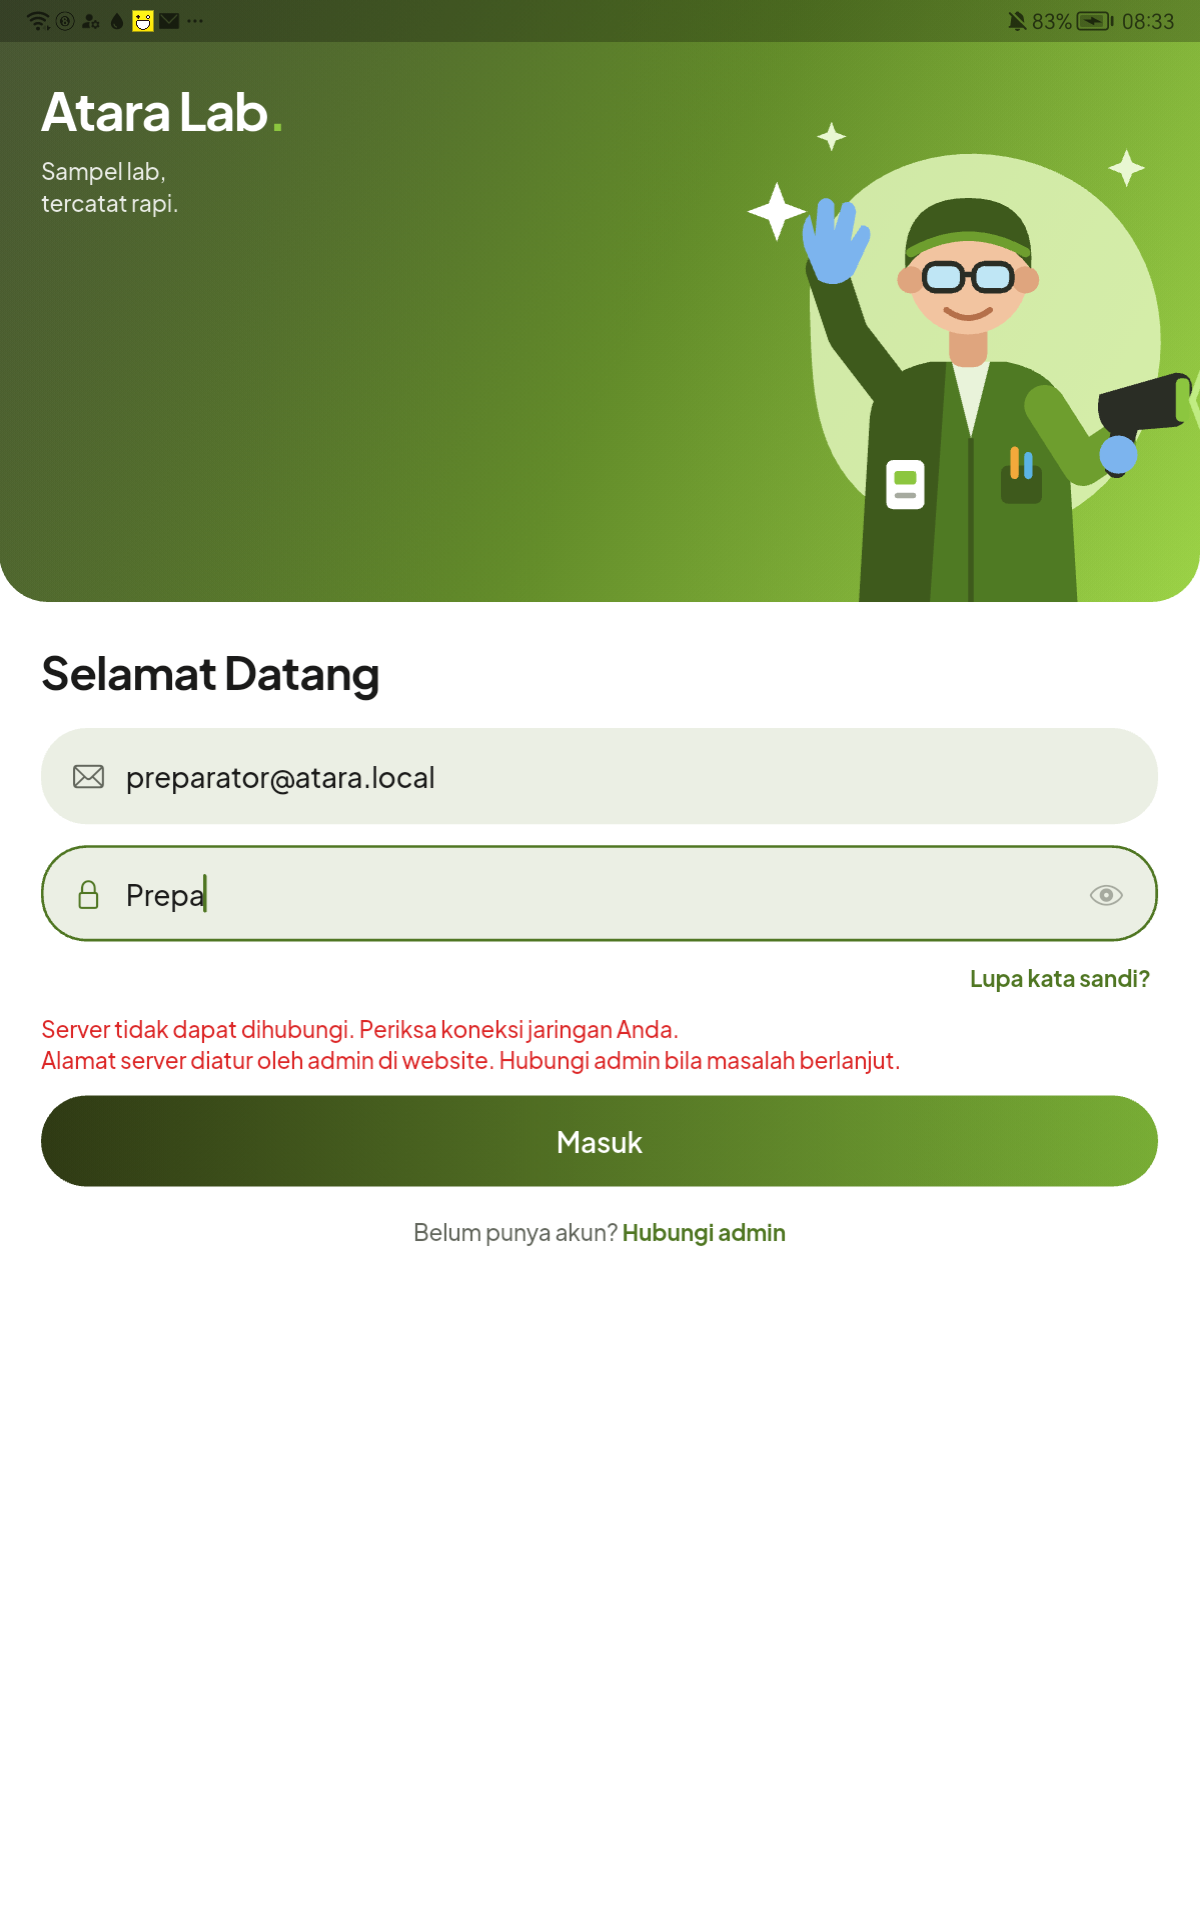 83% 08:33
Atara Lab.
Sampel lab,
tercatat rapi.
Selamat Datang
preparator@atara.local
Prepa
Lupa kata sandi?
Server tidak dapat dihubungi. Periksa koneksi jaringan Anda.
Alamat server diatur oleh admin di website. Hubungi admin bila masalah berlanjut.
Masuk
Belum punya akun? Hubungi admin